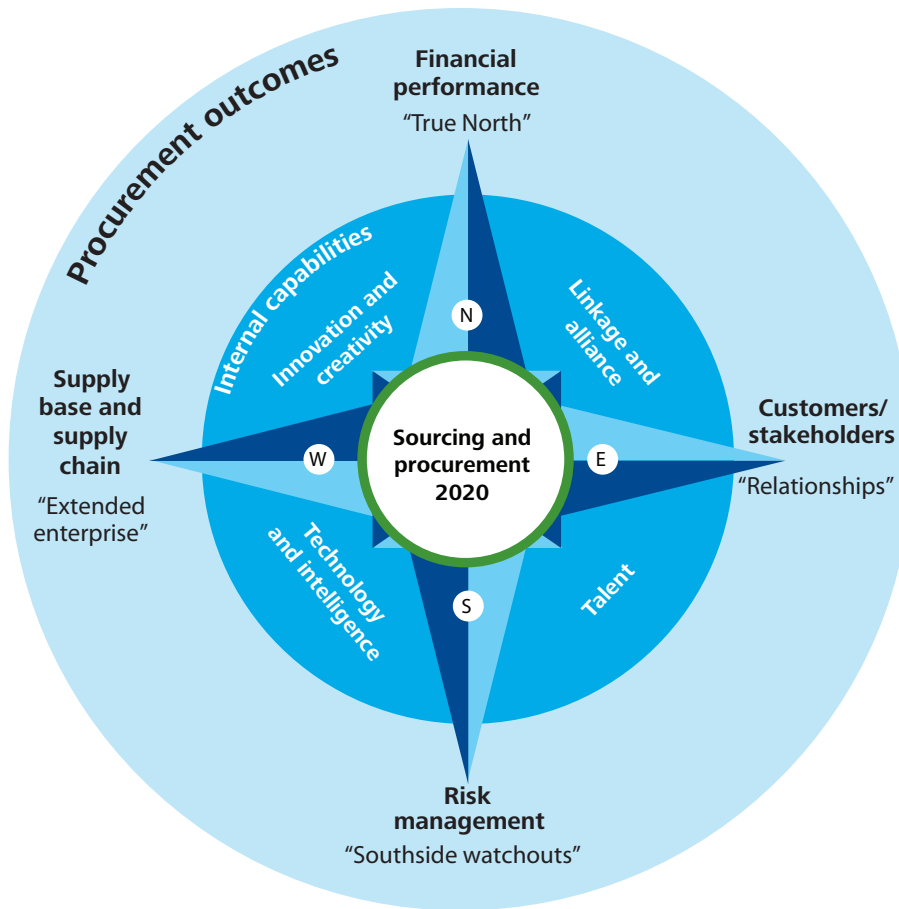 Procurement outcomes
Financial
performance
“True North”
Internal capabilities
Innovation and
creativity
N
Linkage and
alliance
Supply
base and
supply
chain
“Extended
enterprise”
W
Sourcing and
procurement
2020
E
Customers/
stakeholders
“Relationships”
Technology
and intelligence
S
Talent
Risk
management
“Southside watchouts”